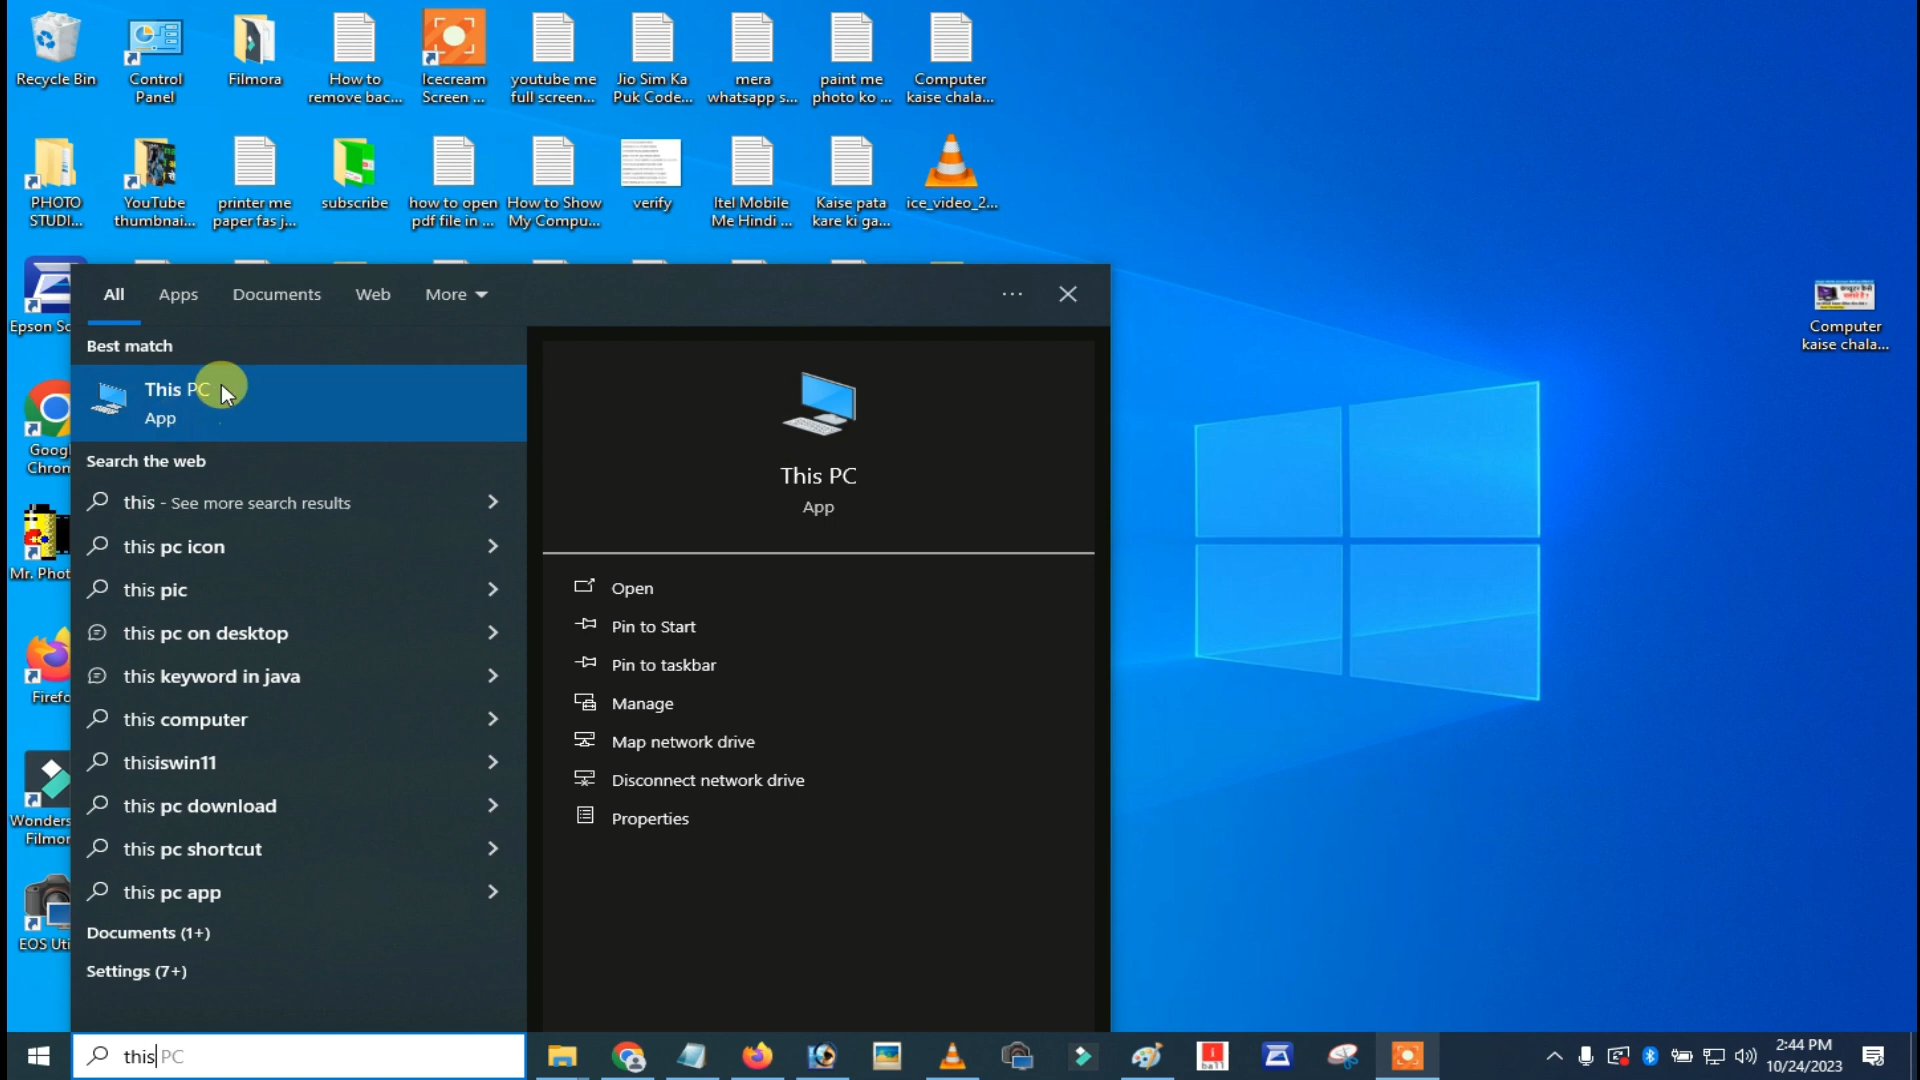 Recycle Bin
Control
Panel
Filmora
How to
remove bac...
Icecream
Screen ...
youtube me
full screen...
Jio Sim Ka
Puk Code...
mera
whatsapp s...
paint me
photo ko ...
Computer
kaise chala...
PHOTO
STUDI...
YouTube
thumbnai...
printer me
paper fas j...
subscribe
how to open
pdf file in ...
How to Show
My Compu...
verify
Itel Mobile
Me Hindi ...
Kaise pata
kare ki ga...
ice_video_2...
Epson Sc
Googl
Chron
Mr. Phot
Firefo
Wonders
Filmor
EOS Uti
Computer
kaise chala...
All
Apps
Documents
Web
More
Best match
This PC
App
Search the web
this - See more search results
this pc icon
this pic
this pc on desktop
this keyword in java
this computer
thisiswin11
this pc download
this pc shortcut
this pc app
Documents (1+)
Settings (7+)
This PC
App
Open
Pin to Start
Pin to taskbar
Manage
Map network drive
Disconnect network drive
Properties
this PC
i
ball
2:44 PM
10/24/2023